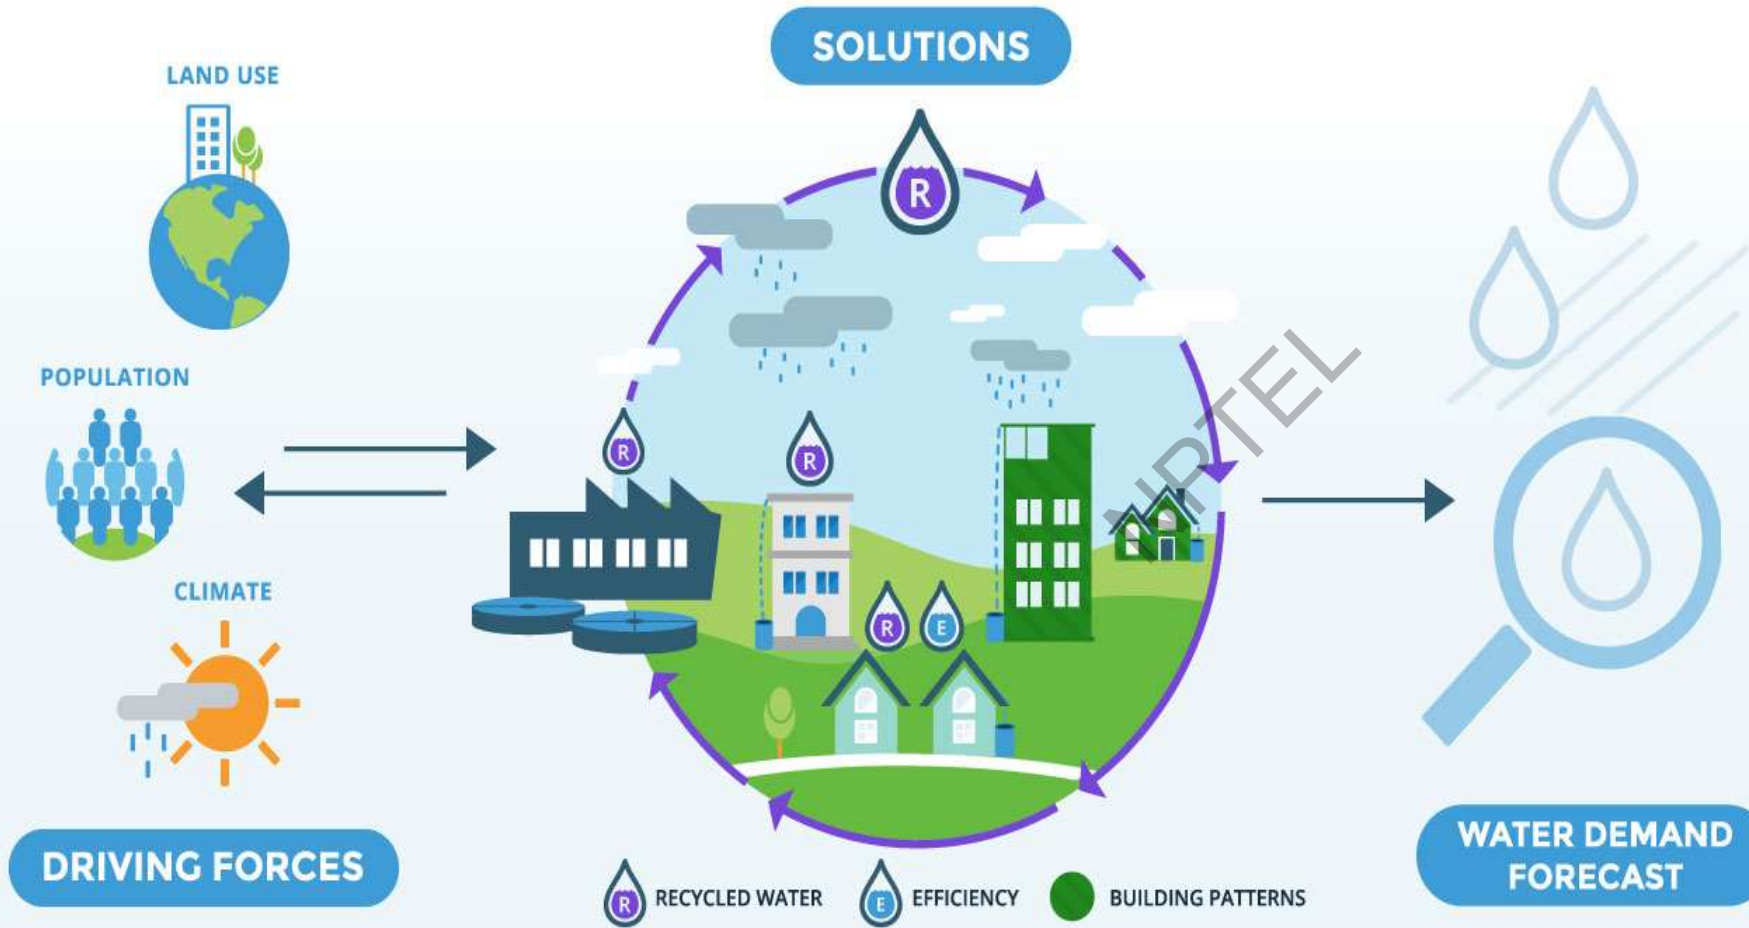 SOLUTIONS
LAND USE
R
POPULATION
R
R
R
E
CLIMATE
DRIVING FORCES
WATER DEMAND
FORECAST
R
RECYCLED WATER
E
EFFICIENCY
BUILDING PATTERNS
NPTEL